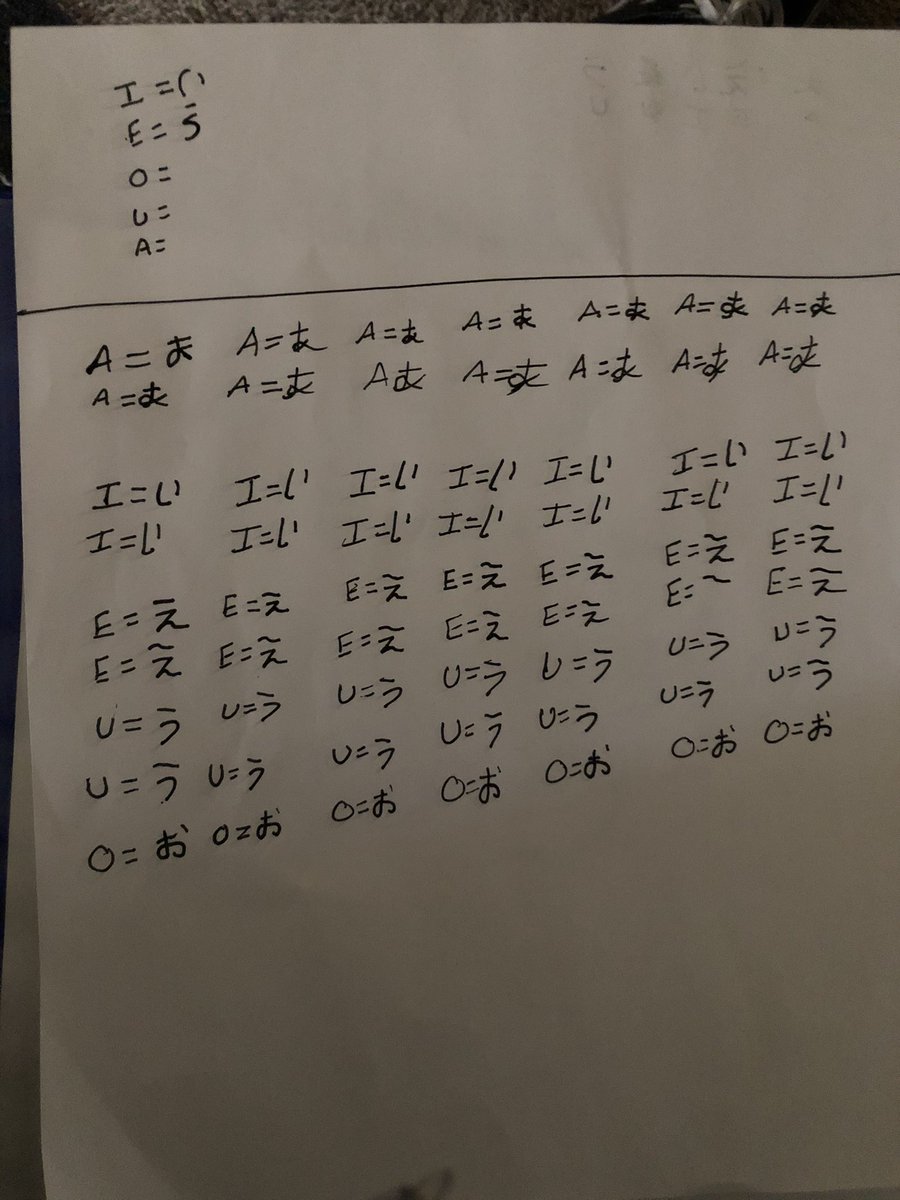 I = い
E = う
O =
U =
A =
A = あ A = あ A = あ A = あ A = あ A = あ A = あ
A = あ A = あ A あ A = あ A = あ A = あ A = あ
I = い I = い I = い I = い I = い I = い I = い
I = い I = い I = い I = い I = い I = い I = い
E = え E = え E = え E = え E = え E = え E = え
E = え E = え E = え E = え E = え E = ~ E = え
U = う U = う U = う U = う U = う U = う U = う
U = う U = う U = う U = う U = う U = う U = う
O = お O = お O = お O = お O = お O = お O = お